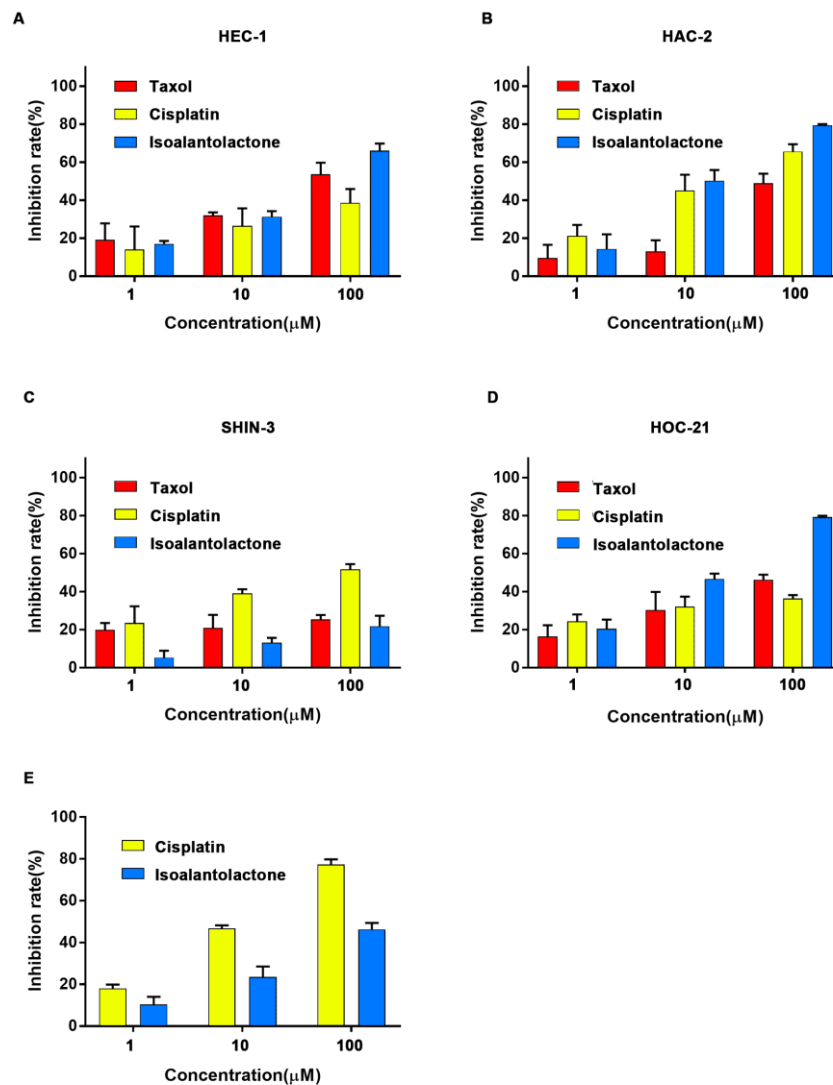 A
HEC-1
Taxol
Cisplatin
Isoalantolactone
Inhibition rate(%)
100
80
60
40
20
0
1
10
100
Concentration(μM)
B
HAC-2
Taxol
Cisplatin
Isoalantolactone
Inhibition rate(%)
100
80
60
40
20
0
1
10
100
Concentration(μM)
C
SHIN-3
Taxol
Cisplatin
Isoalantolactone
Inhibition rate(%)
100
80
60
40
20
0
1
10
100
Concentration(μM)
D
HOC-21
Taxol
Cisplatin
Isoalantolactone
Inhibition rate(%)
100
80
60
40
20
0
1
10
100
Concentration(μM)
E
Cisplatin
Isoalantolactone
Inhibition rate(%)
100
80
60
40
20
0
1
10
100
Concentration(μM)